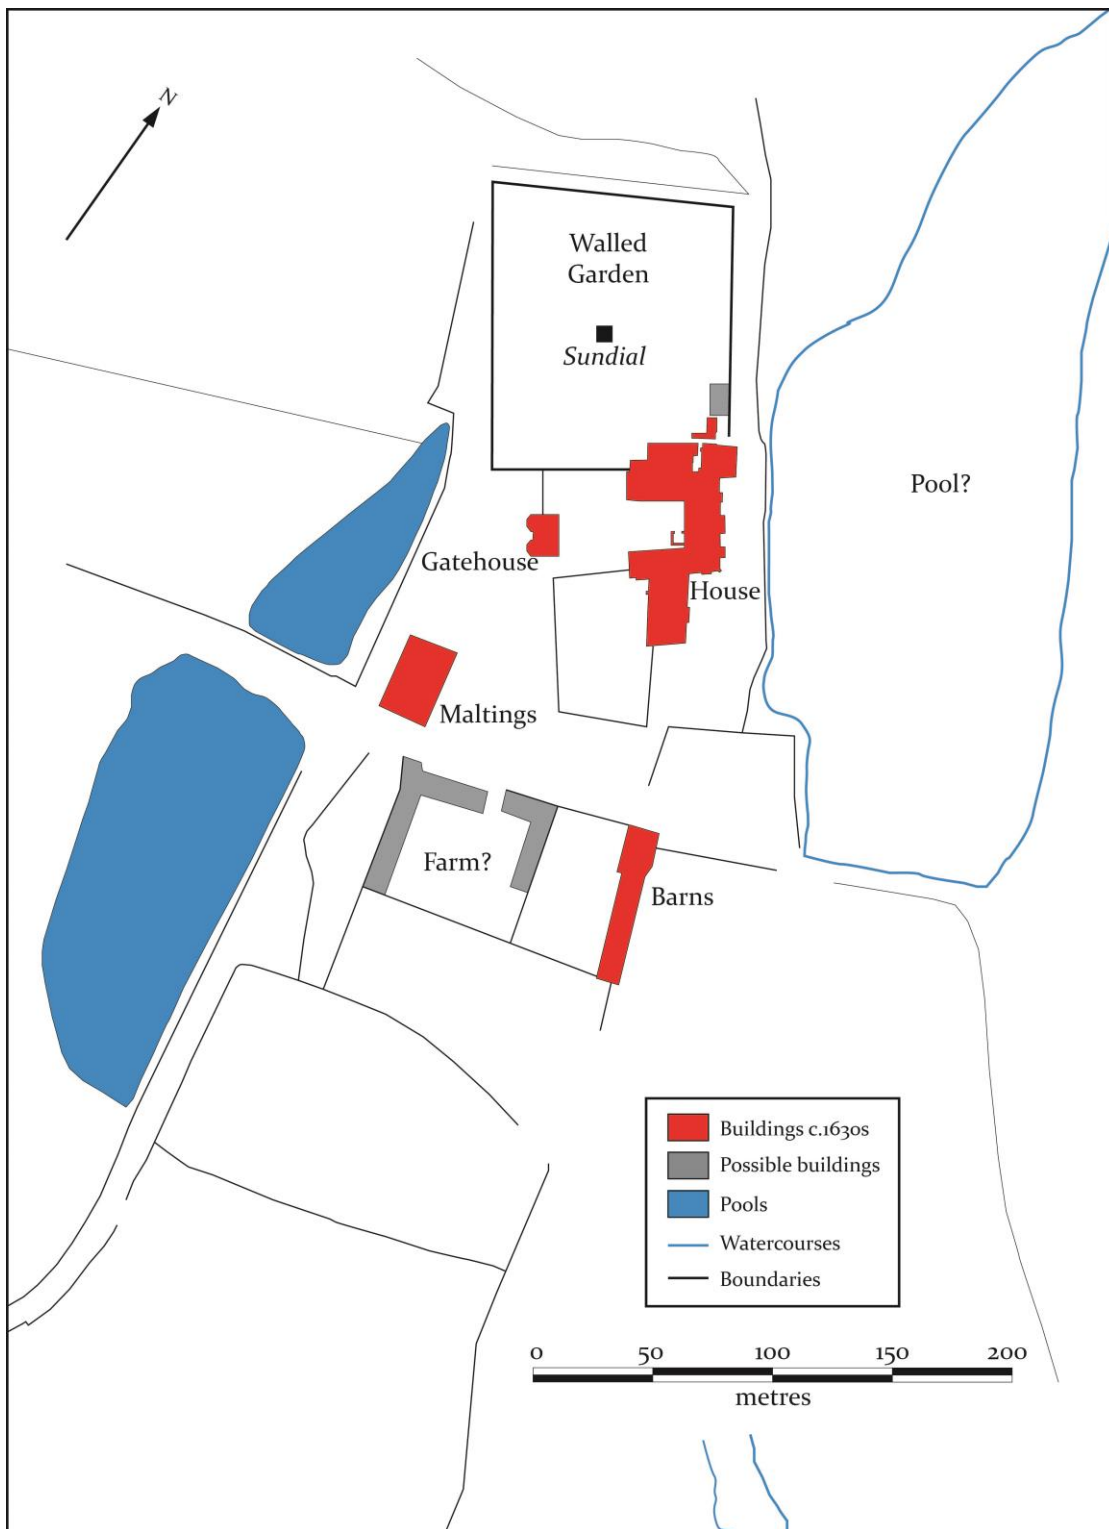 N
Walled
Garden
Sundial
Pool?
Gatehouse
House
Maltings
Farm?
Barns
Buildings c.1630s
Possible buildings
Pools
Watercourses
Boundaries
0 50 100 150 200
metres